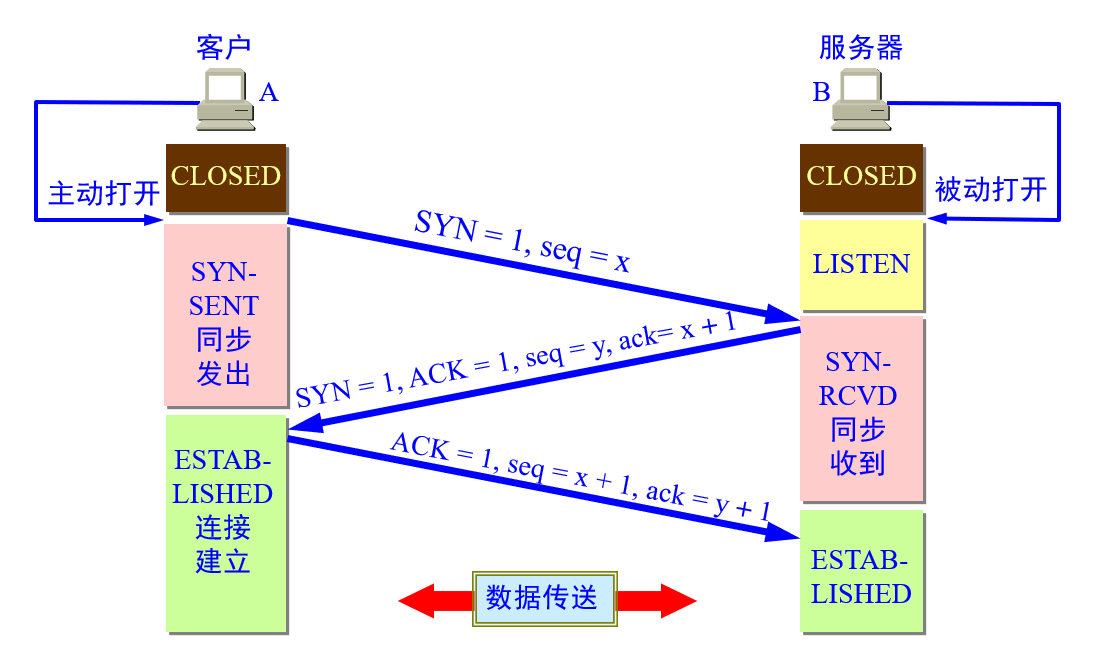 客户
服务器
A
B
CLOSED
CLOSED
主动打开
被动打开
SYN = 1, seq = x
SYN-
SENT
同步
发出
LISTEN
SYN = 1, ACK = 1, seq = y, ack= x + 1
SYN-
RCVD
同步
收到
ACK = 1, seq = x + 1, ack = y + 1
ESTAB-
LISHED
连接
建立
ESTAB-
LISHED
数据传送